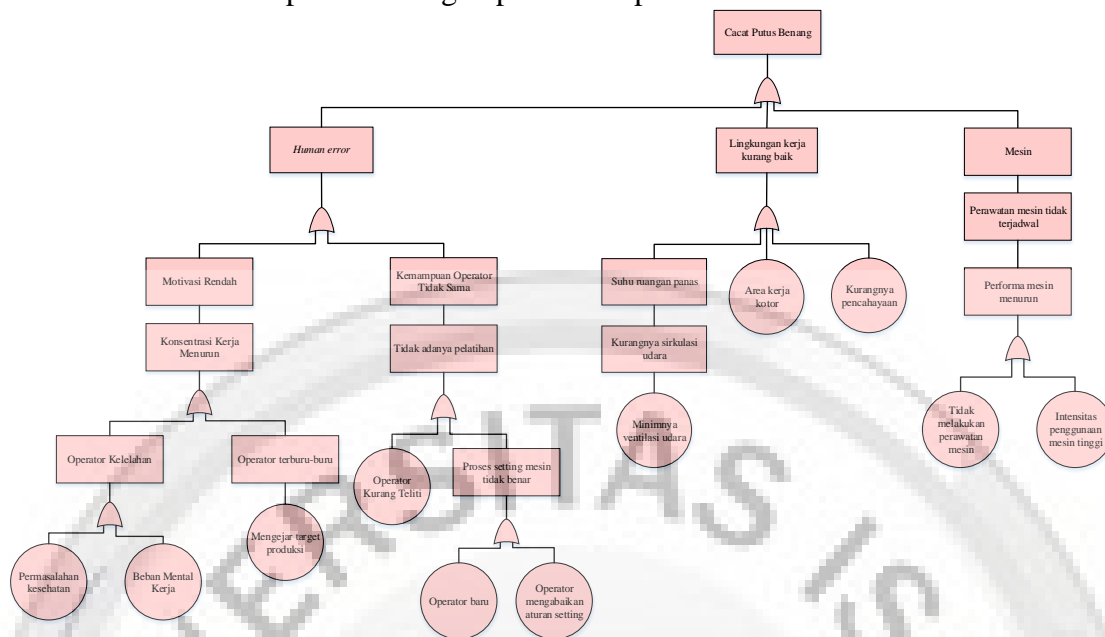 Cacat Putus Benang
Human error
Lingkungan kerja
kurang baik
Mesin
Perawatan mesin tidak
terjadwal
Motivasi Rendah
Kemampuan Operator
Tidak Sama
Suhu ruangan panas
Area kerja
kotor
Kurangnya
pencahayaan
Performa mesin
menurun
Konsentrasi Kerja
Menurun
Tidak adanya pelatihan
Kurangnya sirkulasi
udara
Minimnya
ventilasi udara
Tidak
melakukan
perawatan
mesin
Intensitas
penggunaan
mesin tinggi
Operator Kelelahan
Operator terburu-buru
Operator
Kurang Teliti
Proses setting mesin
tidak benar
Mengejar target
produksi
Permasalahan
kesehatan
Beban Mental
Kerja
Operator baru
Operator
mengabaikan
aturan setting
ERSITAS IS